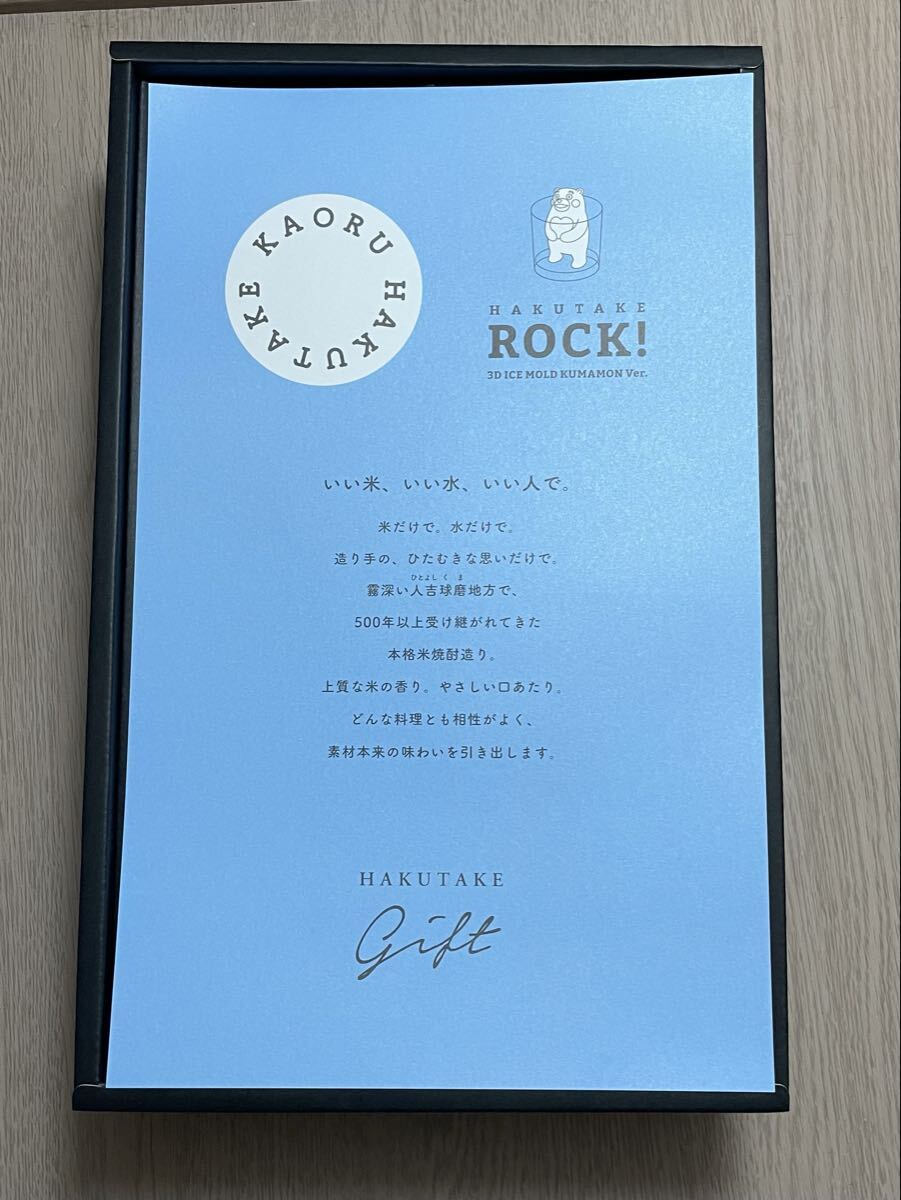 KAORU HAKUTAKE HAKUTAKE
HAKUTAKE
ROCK!
3D ICE MOLD KUMAMON Ver.
いい米、いい水、いい人で。
米だけで。水だけで。
造り手の、ひたむきな思いだけで。
ひとよし くま
霧深い人吉球磨地方で、
500年以上受け継がれてきた
本格米焼酎造り。
上質な米の香り。やさしい口あたり。
どんな料理とも相性がよく、
素材本来の味わいを引き出します。
HAKUTAKE
Gift